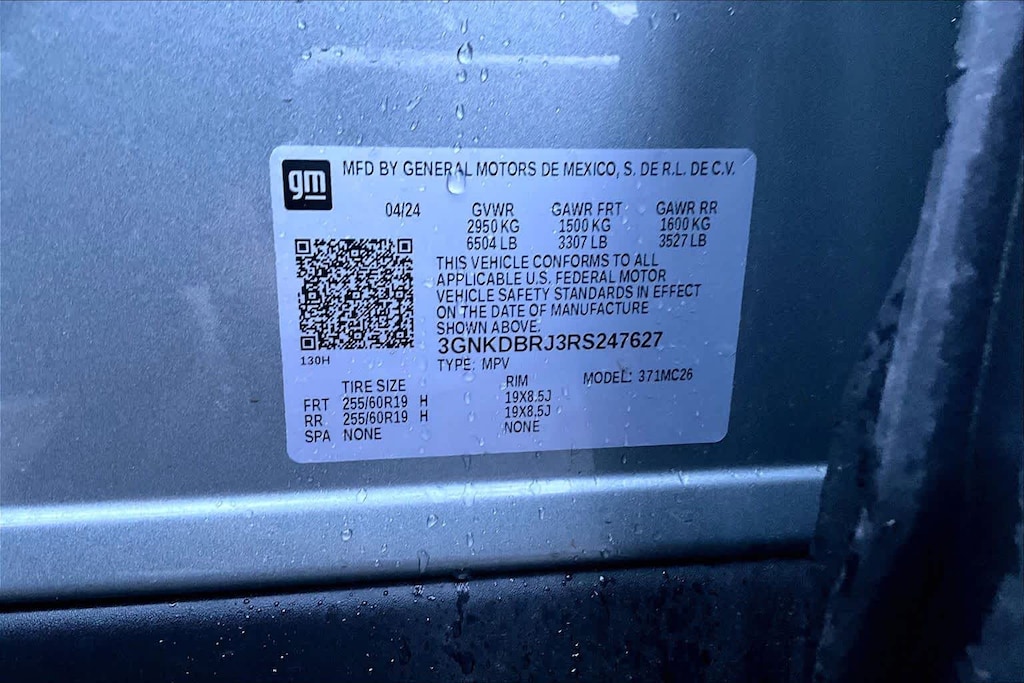 gm
MFD BY GENERAL MOTORS DE MEXICO, S. DE R.L. DE C.V.
04/24 GVWR GAWR FRT GAWR RR
2950 KG 1500 KG 1600 KG
6504 LB 3307 LB 3527 LB
THIS VEHICLE CONFORMS TO ALL
APPLICABLE U.S. FEDERAL MOTOR
VEHICLE SAFETY STANDARDS IN EFFECT
ON THE DATE OF MANUFACTURE
SHOWN ABOVE.
3GNKDBRJ3RS247627
130H
TYPE: MPV
MODEL: 371MC26
TIRE SIZE RIM
FRT 255/60R19 H 19X8.5J
RR 255/60R19 H 19X8.5J
SPA NONE NONE